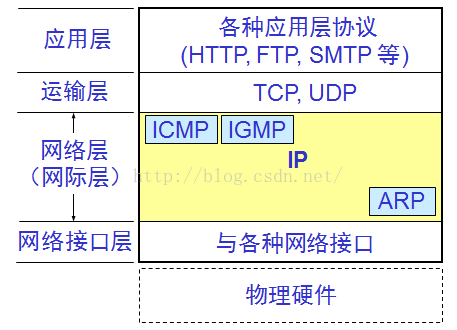 应用层
各种应用层协议
(HTTP, FTP, SMTP 等)
运输层
TCP, UDP
网络层
(网际层)
ICMP
IGMP
IP
http://blog.csdn.net/
ARP
网络接口层
与各种网络接口
物理硬件